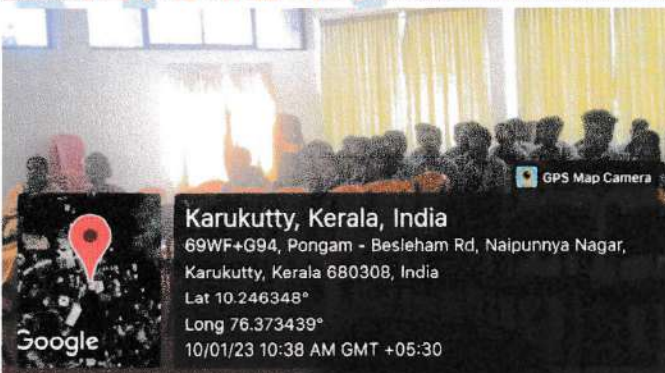 GPS Map Camera
Karukutty, Kerala, India
69WF+G94, Pongam - Besleham Rd, Naipunnya Nagar,
Karukutty, Kerala 680308, India
Lat 10.246348°
Long 76.373439°
10/01/23 10:38 AM GMT +05:30
Google